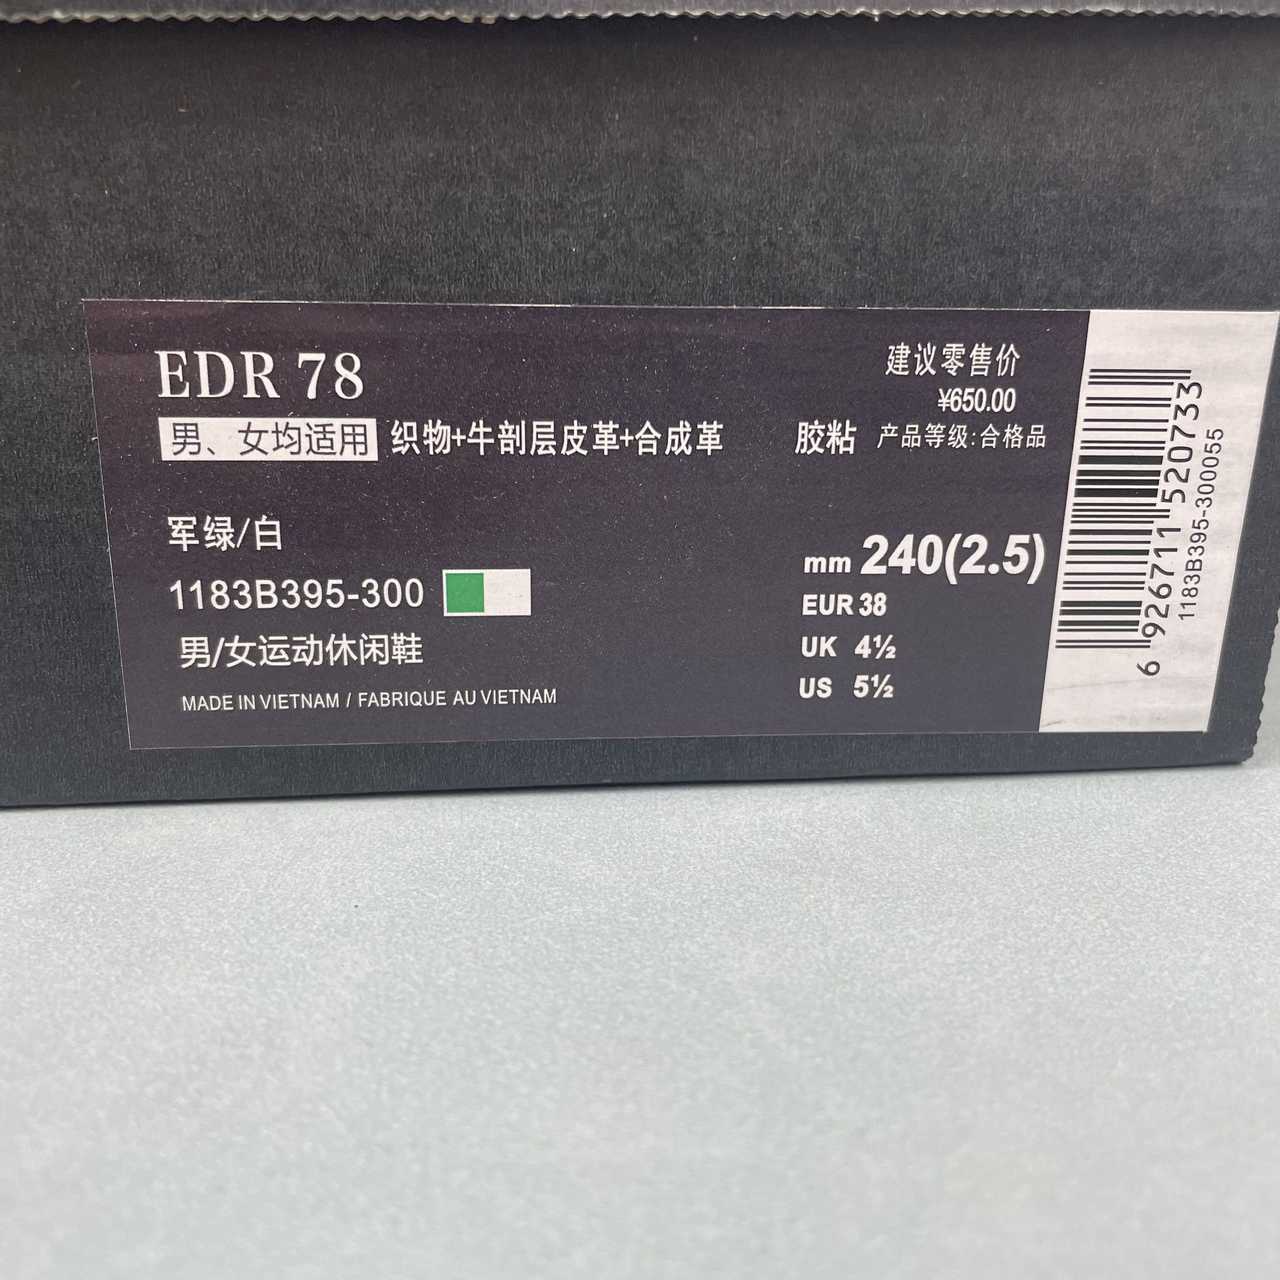 EDR 78
男、女均适用 织物+牛剖层皮革+合成革
军绿/白
1183B395-300
男/女运动休闲鞋
MADE IN VIETNAM / FABRIQUE AU VIETNAM
建议零售价
¥650.00
胶粘 产品等级:合格品
mm 240(2.5)
EUR 38
UK 4½
US 5½
6 926711 520733
1183B395-300055